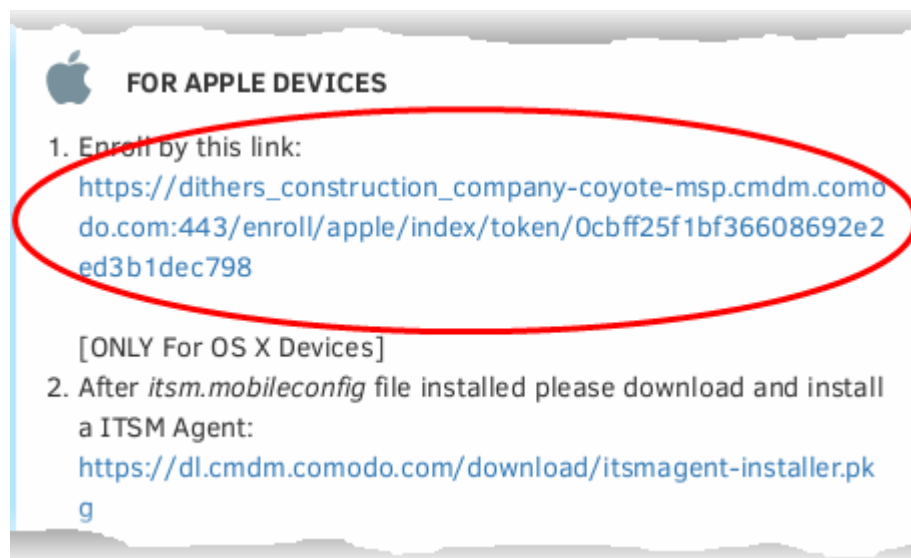 FOR APPLE DEVICES
1. Enroll by this link:
https://dithers_construction_company-coyote-msp.cmdm.como
do.com:443/enroll/apple/index/token/0cbff25f1bf36608692e2
ed3b1dec798
[ONLY For OS X Devices]
2. After itsm.mobileconfig file installed please download and install
a ITSM Agent:
https://dl.cmdm.comodo.com/download/itsmagent-installer.pk
g